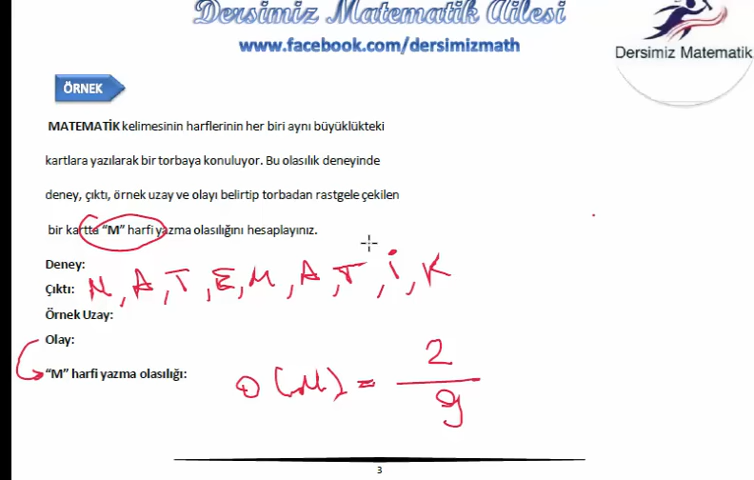 Dersimiz Matematik Ailesi
www.facebook.com/dersimizmath
Dersimiz Matematik
ÖRNEK
MATEMATİK kelimesinin harflerinin her biri aynı büyüklükteki
kartlara yazılarak bir torbaya konuluyor. Bu olasılık deneyinde
deney, çıktı, örnek uzay ve olayı belirtip torbadan rastgele çekilen
bir kartta "M" harfi yazma olasılığını hesaplayınız.
Deney:
Çıktı: M, A, T, E, M, A, T, İ, K
Örnek Uzay:
Olay:
"M" harfi yazma olasılığı: O(M) = 2/9
3